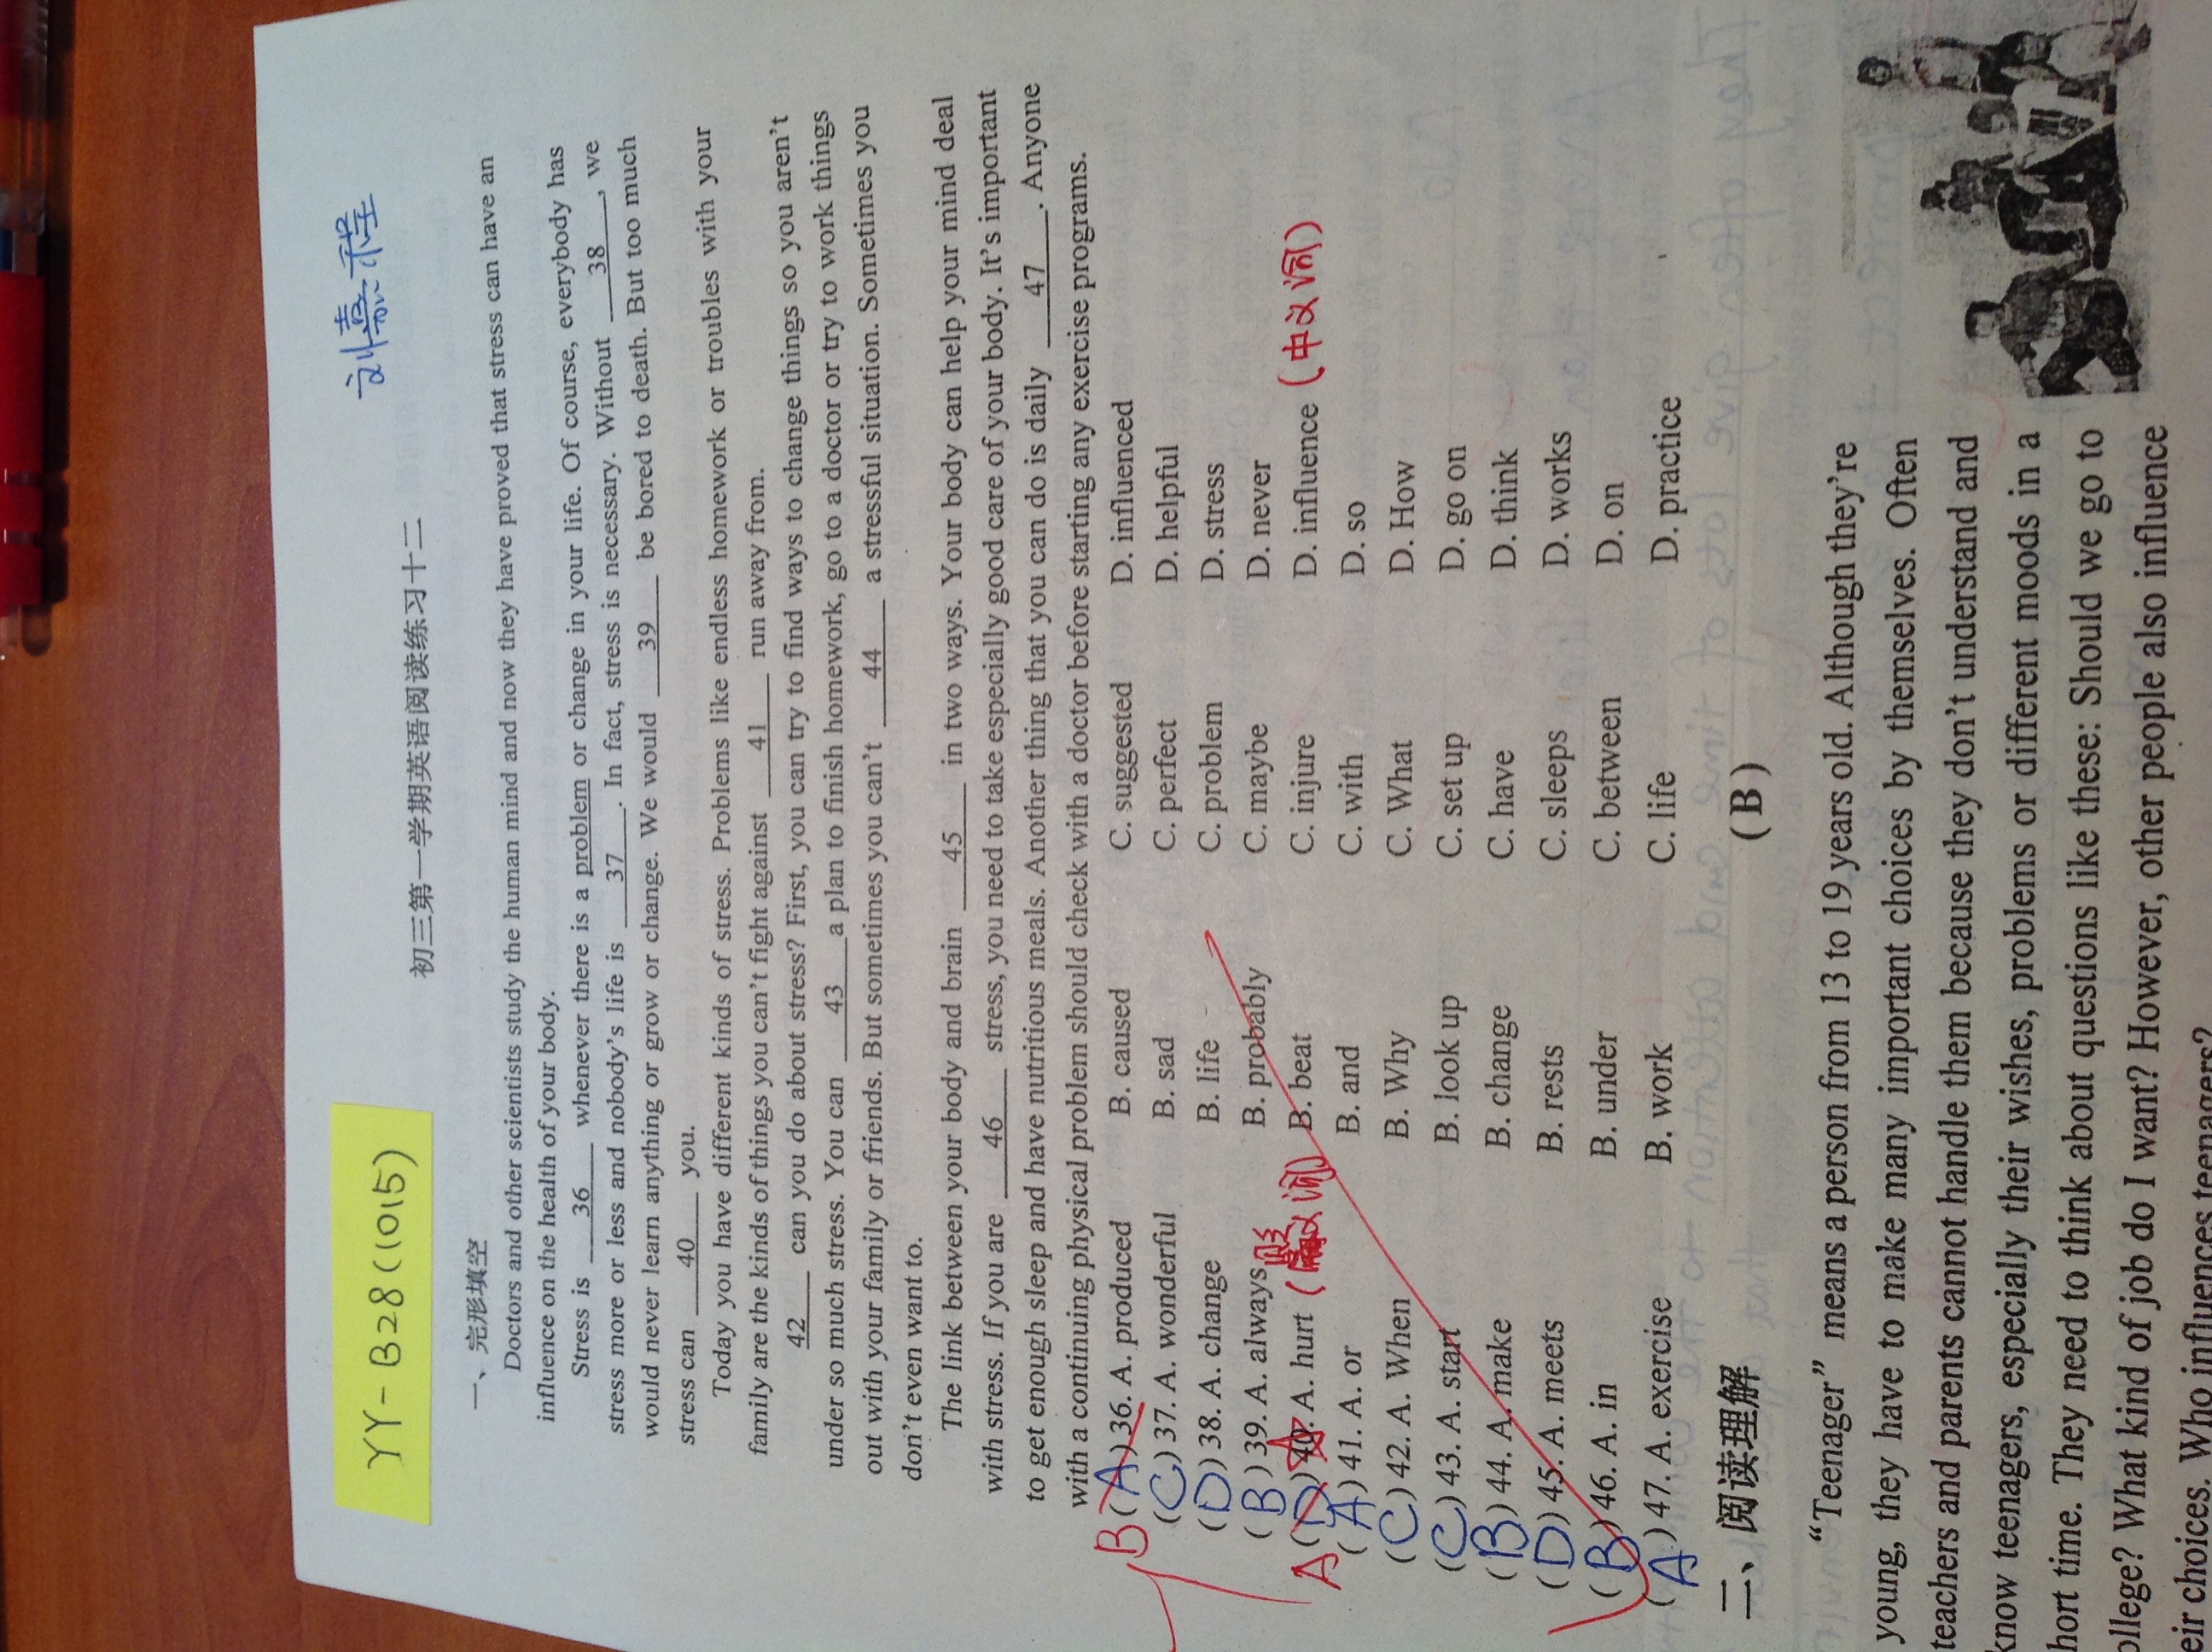 YY-B28(1015)
刘嘉程
初三第一学期英语阅读练习十二
一、完形填空
Doctors and other scientists study the human mind and now they have proved that stress can have an
influence on the health of your body.
Stress is 36 whenever there is a problem or change in your life. Of course, everybody has
stress more or less and nobody's life is 37 . In fact, stress is necessary. Without 38 , we
would never learn anything or grow or change. We would 39 be bored to death. But too much
stress can 40 you.
Today you have different kinds of stress. Problems like endless homework or troubles with your
family are the kinds of things you can't fight against 41 run away from.
42 can you do about stress? First, you can try to find ways to change things so you aren't
under so much stress. You can 43 a plan to finish homework, go to a doctor or try to work things
out with your family or friends. But sometimes you can't 44 a stressful situation. Sometimes you
don't even want to.
The link between your body and brain 45 in two ways. Your body can help your mind deal
with stress. If you are 46 stress, you need to take especially good care of your body. It's important
to get enough sleep and have nutritious meals. Another thing that you can do is daily 47 . Anyone
with a continuing physical problem should check with a doctor before starting any exercise programs.
B (A) 36. A. produced B. caused C. suggested D. influenced
(C) 37. A. wonderful B. sad C. perfect D. helpful
(D) 38. A. change B. life C. problem D. stress
(B) 39. A. always B. probably C. maybe D. never
A (D) 40. A. hurt (贬义词) B. beat C. injure D. influence (中义词)
(A) 41. A. or B. and C. with D. so
(C) 42. A. When B. Why C. What D. How
(C) 43. A. start B. look up C. set up D. go on
(B) 44. A. make B. change C. have D. think
(D) 45. A. meets B. rests C. sleeps D. works
(B) 46. A. in B. under C. between D. on
(A) 47. A. exercise B. work C. life D. practice
二、阅读理解
(B)
"Teenager" means a person from 13 to 19 years old. Although they're
young, they have to make many important choices by themselves. Often
teachers and parents cannot handle them because they don't understand and
know teenagers, especially their wishes, problems or different moods in a
hort time. They need to think about questions like these: Should we go to
ollege? What kind of job do I want? However, other people also influence
eir choices. Who influences teenagers?